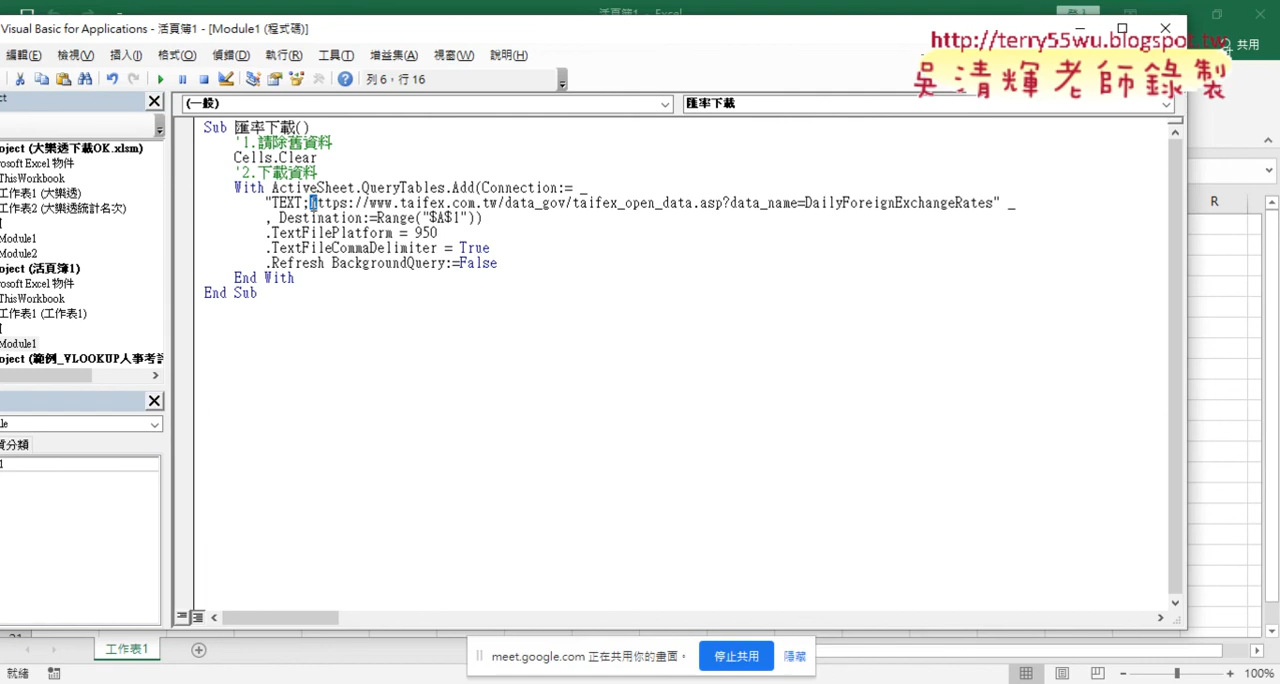 活頁簿1 - Excel
登入
http://terry55wu.blogspot.tw
吳清輝老師錄製
共用
Visual Basic for Applications - 活頁簿1 - [Module1 (程式碼)]
編輯(E) 檢視(V) 插入(I) 格式(O) 偵錯(D) 執行(R) 工具(T) 增益集(A) 視窗(W) 說明(H)
列 6，行 16
(一般) 匯率下載
oject (大樂透下載OK.xlsm)
rosoft Excel 物件
ThisWorkbook
工作表1 (大樂透)
工作表2 (大樂透統計名次)
Module1
Module2
oject (活頁簿1)
rosoft Excel 物件
ThisWorkbook
工作表1 (工作表1)
Module1
oject (範例_VLOOKUP人事考
Sub 匯率下載()
'1.請除舊資料
Cells.Clear
'2.下載資料
With ActiveSheet.QueryTables.Add(Connection:= _
"TEXT;https://www.taifex.com.tw/data_gov/taifex_open_data.asp?data_name=DailyForeignExchangeRates" _
, Destination:=Range("$A$1"))
.TextFilePlatform = 950
.TextFileCommaDelimiter = True
.Refresh BackgroundQuery:=False
End With
End Sub
R
工作表1
meet.google.com 正在共用你的畫面。 停止共用 隱藏
就緒
100%